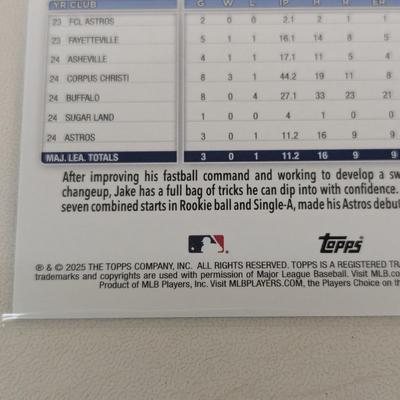 YR CLUB G W L IP H R ER
23 FCL ASTROS 2 0 0 2.1 2 1
23 FAYETTEVILLE 5 1 1 16.1 14 8 5
24 ASHEVILLE 4 1 1 17.1 11 5 4
24 CORPUS CHRISTI 8 3 1 44.2 19 11 8
24 BUFFALO 8 0 4 27.1 33 23 21
24 SUGAR LAND 1 0 0 4 1 0 0
24 ASTROS 3 0 1 11.2 16 9 9
MAJ. LEA. TOTALS 3 0 1 11.2 16 9 9
After improving his fastball command and working to develop a sw
changeup, Jake has a full bag of tricks he can dip into with confidence.
seven combined starts in Rookie ball and Single-A, made his Astros debut
Topps
® & © 2025 THE TOPPS COMPANY, INC. ALL RIGHTS RESERVED. TOPPS IS A REGISTERED TRA
trademarks and copyrights are used with permission of Major League Baseball. Visit MLB.co
Product of MLB Players, Inc. Visit MLBPLAYERS.COM, the Players Choice on t